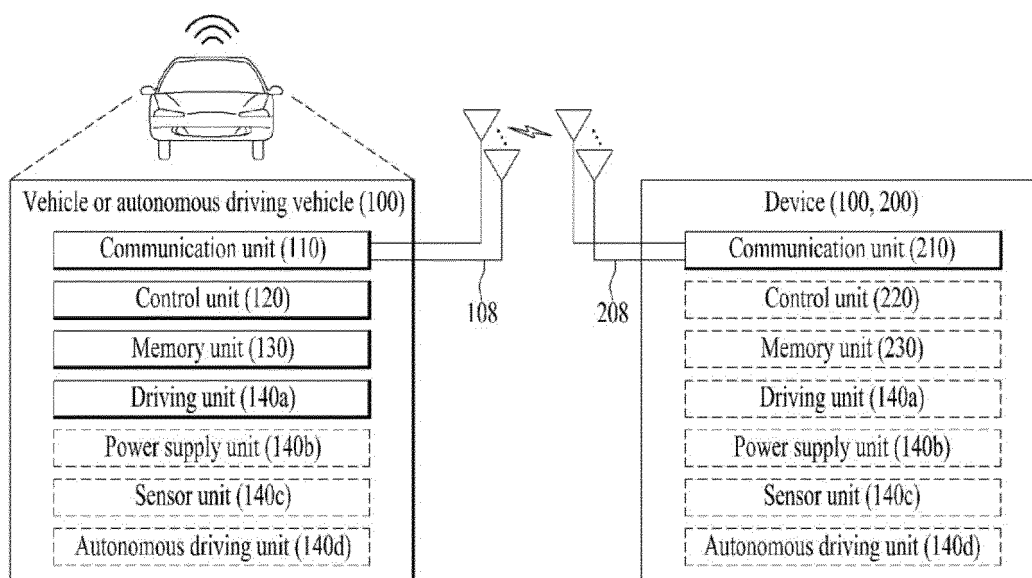 Vehicle or autonomous driving vehicle (100)
Communication unit (110)
Control unit (120)
Memory unit (130)
Driving unit (140a)
Power supply unit (140b)
Sensor unit (140c)
Autonomous driving unit (140d)
108
208
Device (100, 200)
Communication unit (210)
Control unit (220)
Memory unit (230)
Driving unit (140a)
Power supply unit (140b)
Sensor unit (140c)
Autonomous driving unit (140d)